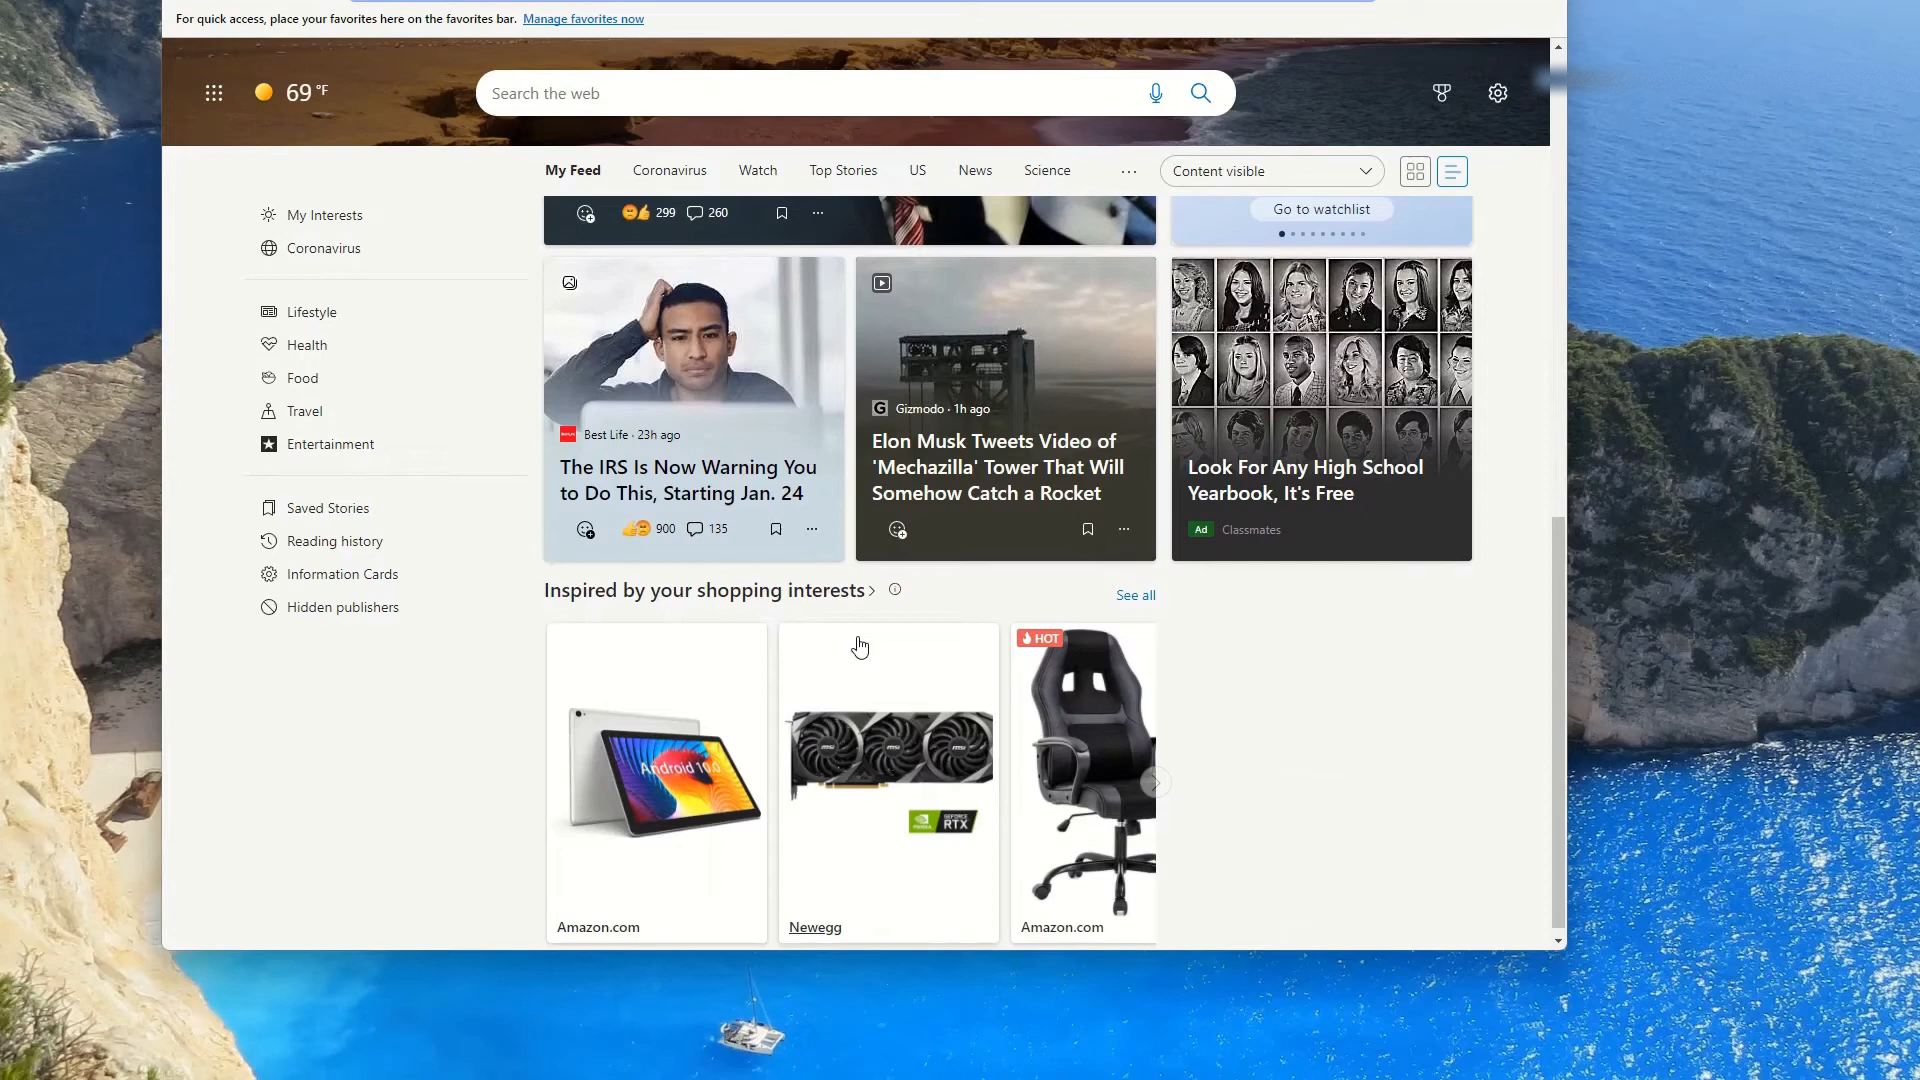 For quick access, place your favorites here on the favorites bar. Manage favorites now
69 °F
Search the web
My Feed
Coronavirus
Watch
Top Stories
US
News
Science
Content visible
My Interests
Coronavirus
Lifestyle
Health
Food
Travel
Entertainment
Saved Stories
Reading history
Information Cards
Hidden publishers
299
260
Go to watchlist
Best Life · 23h ago
The IRS Is Now Warning You
to Do This, Starting Jan. 24
900
135
G Gizmodo · 1h ago
Elon Musk Tweets Video of
'Mechazilla' Tower That Will
Somehow Catch a Rocket
Look For Any High School
Yearbook, It's Free
Ad Classmates
Inspired by your shopping interests
See all
Android 10.0
Amazon.com
msi msi msi
NVIDIA GEFORCE
RTX
Newegg
HOT
Amazon.com